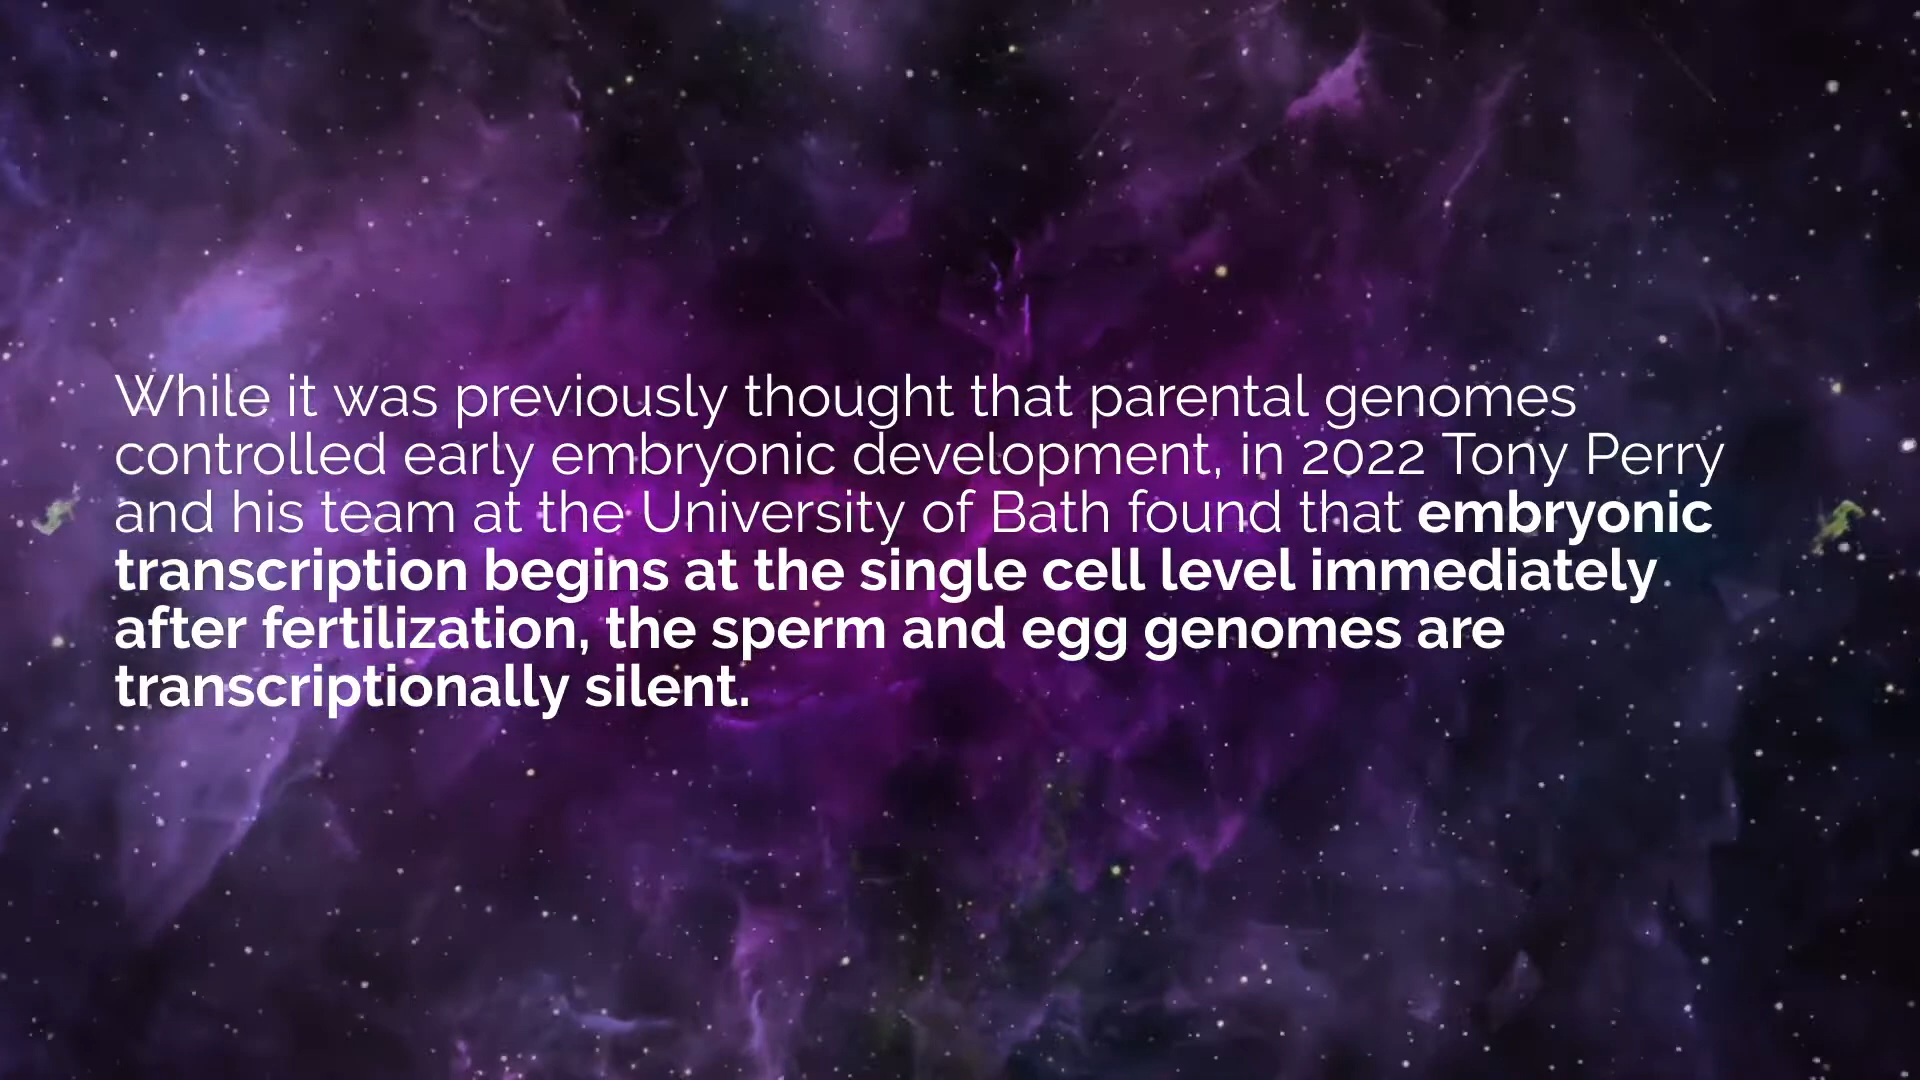 While it was previously thought that parental genomes
controlled early embryonic development, in 2022 Tony Perry
and his team at the University of Bath found that embryonic
transcription begins at the single cell level immediately
after fertilization, the sperm and egg genomes are
transcriptionally silent.